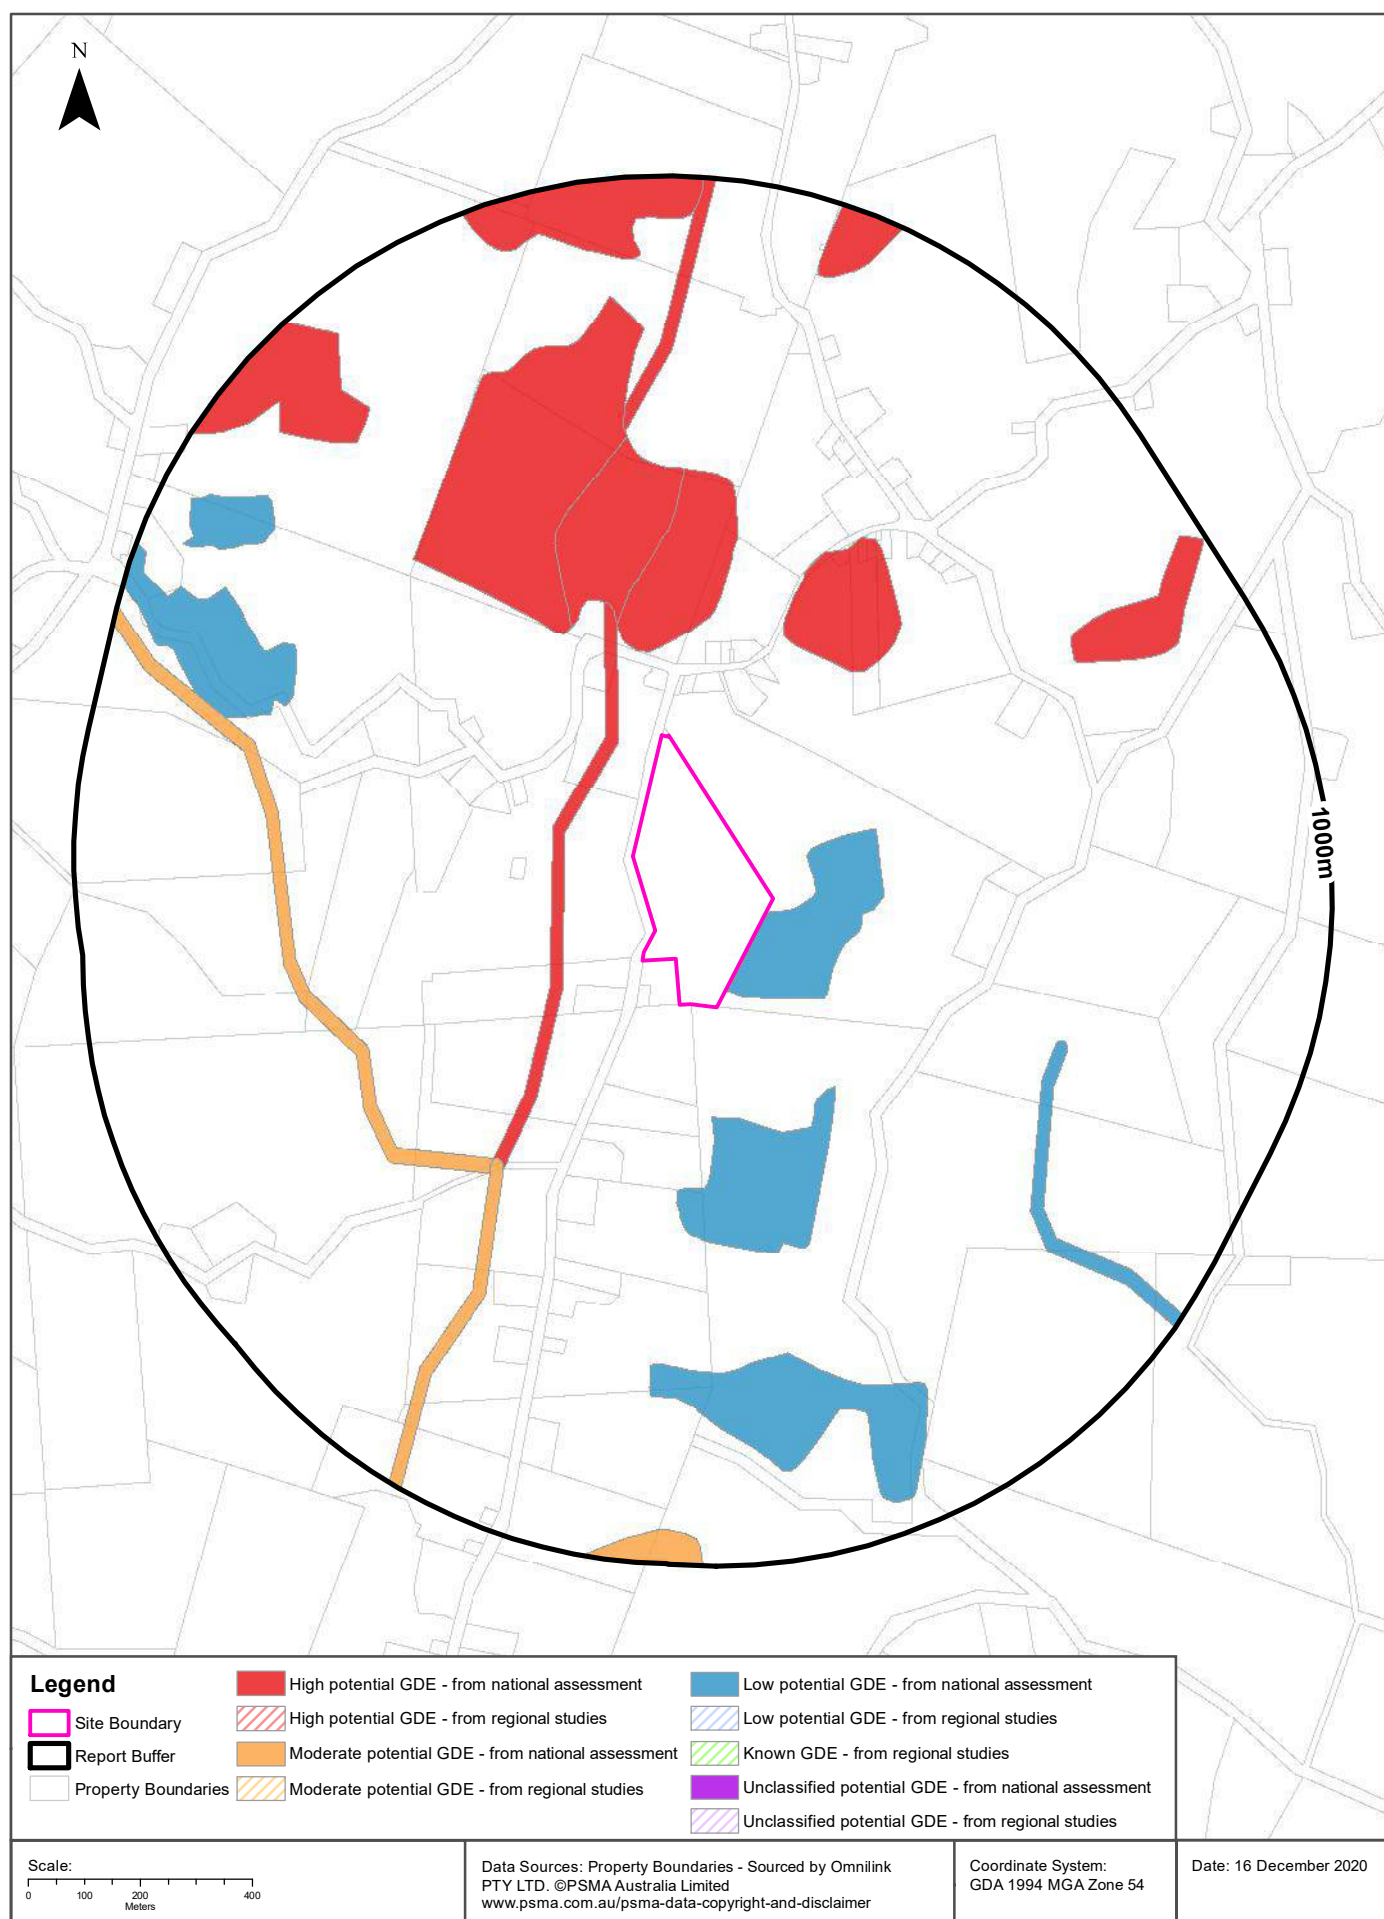 N
1000m
Legend
Site Boundary
Report Buffer
Property Boundaries
High potential GDE - from national assessment
High potential GDE - from regional studies
Moderate potential GDE - from national assessment
Moderate potential GDE - from regional studies
Low potential GDE - from national assessment
Low potential GDE - from regional studies
Known GDE - from regional studies
Unclassified potential GDE - from national assessment
Unclassified potential GDE - from regional studies
Scale:
0 100 200 400
Meters
Data Sources: Property Boundaries - Sourced by Omnilink
PTY LTD. ©PSMA Australia Limited
www.psma.com.au/psma-data-copyright-and-disclaimer
Coordinate System:
GDA 1994 MGA Zone 54
Date: 16 December 2020